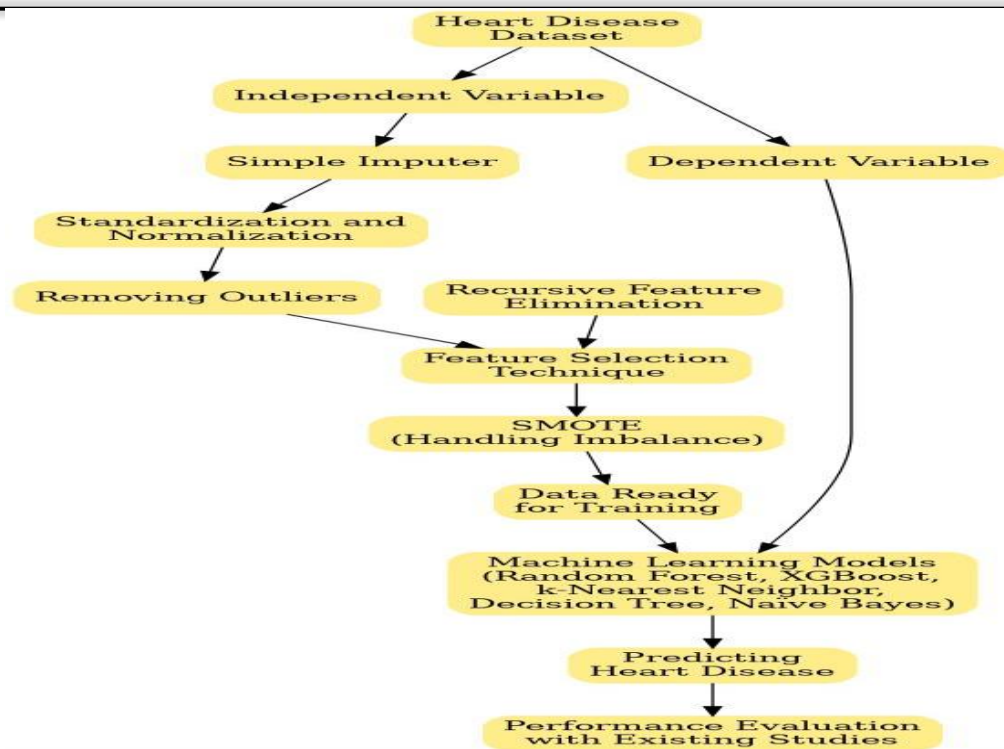 Heart Disease
Dataset
Independent Variable
Simple Imputer
Dependent Variable
Standardization and
Normalization
Removing Outliers
Recursive Feature
Elimination
Feature Selection
Technique
SMOTE
(Handling Imbalance)
Data Ready
for Training
Machine Learning Models
(Random Forest, XGBoost,
k-Nearest Neighbor,
Decision Tree, Naïve Bayes)
Predicting
Heart Disease
Performance Evaluation
with Existing Studies